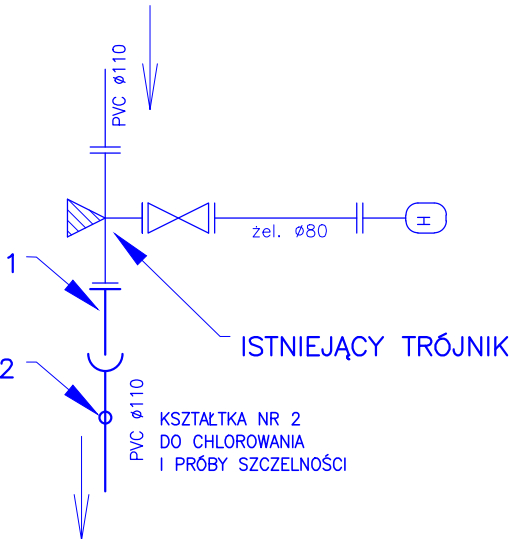 PVC ø110
H
żel. ø80
1
ISTNIEJĄCY TRÓJNIK
2
PVC ø110
KSZTAŁTKA NR 2
DO CHLOROWANIA
I PRÓBY SZCZELNOŚCI